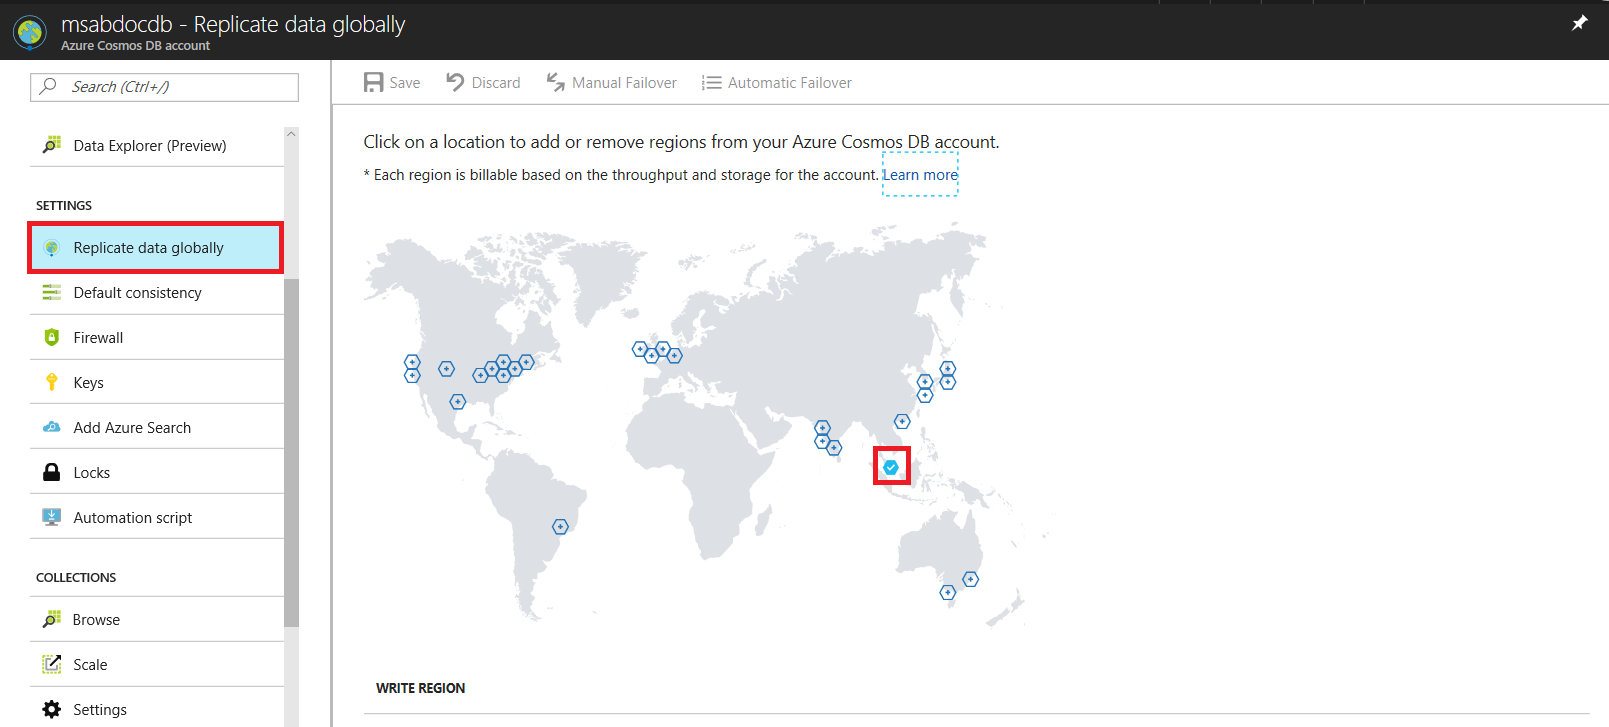 msabdocdb - Replicate data globally
Azure Cosmos DB account
Search (Ctrl+/)
Data Explorer (Preview)
SETTINGS
Replicate data globally
Default consistency
Firewall
Keys
Add Azure Search
Locks
Automation script
COLLECTIONS
Browse
Scale
Settings
Save Discard Manual Failover Automatic Failover
Click on a location to add or remove regions from your Azure Cosmos DB account.
* Each region is billable based on the throughput and storage for the account. Learn more
WRITE REGION